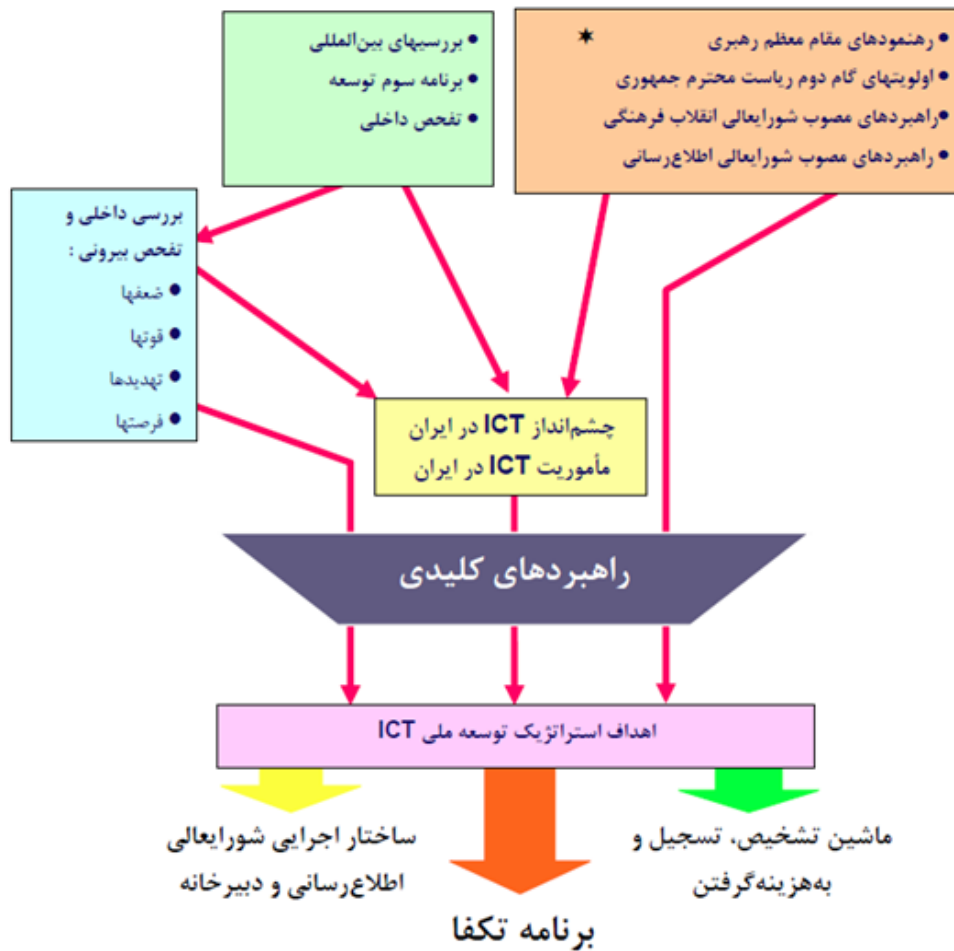 • رهنمودهای مقام معظم رهبری
• اولویتهای گام دوم ریاست محترم جمهوری
• راهبردهای مصوب شورایعالی انقلاب فرهنگی
• راهبردهای مصوب شورایعالی اطلاع‌رسانی
• بررسیهای بین‌المللی
• برنامه سوم توسعه
• تفحص داخلی
بررسی داخلی و
تفحص بیرونی :
• ضعفها
• قوتها
• تهدیدها
• فرصتها
چشم‌انداز ICT در ایران
مأموریت ICT در ایران
راهبردهای کلیدی
اهداف استراتژیک توسعه ملی ICT
ماشین تشخیص، تسجیل و
به‌هزینه‌گرفتن
ساختار اجرایی شورایعالی
اطلاع‌رسانی و دبیرخانه
برنامه تکفا